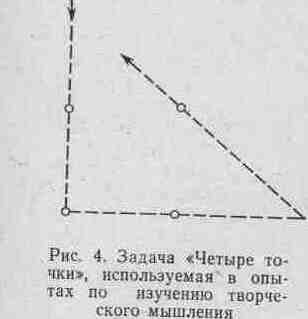 Рис. 4. Задача «Четыре то-
чки», используемая в опы-
тах по изучению творче-
ского мышления